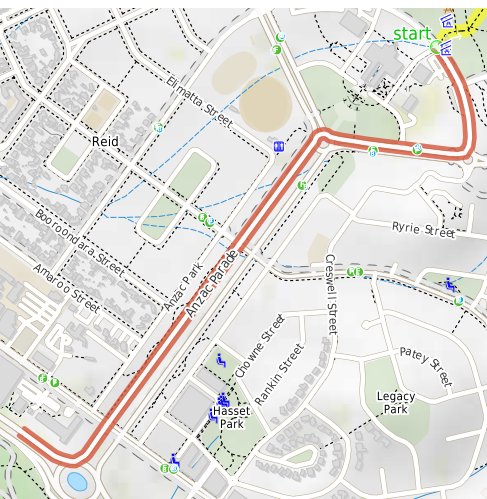 start
Elmatta Street
Reid
Ryrie Street
Booroondara Street
Amaroo Street
Anzac Park
Anzac Parade
Creswell Street
Chowne Street
Rankin Street
Patey Street
Legacy
Park
Hasset
Park